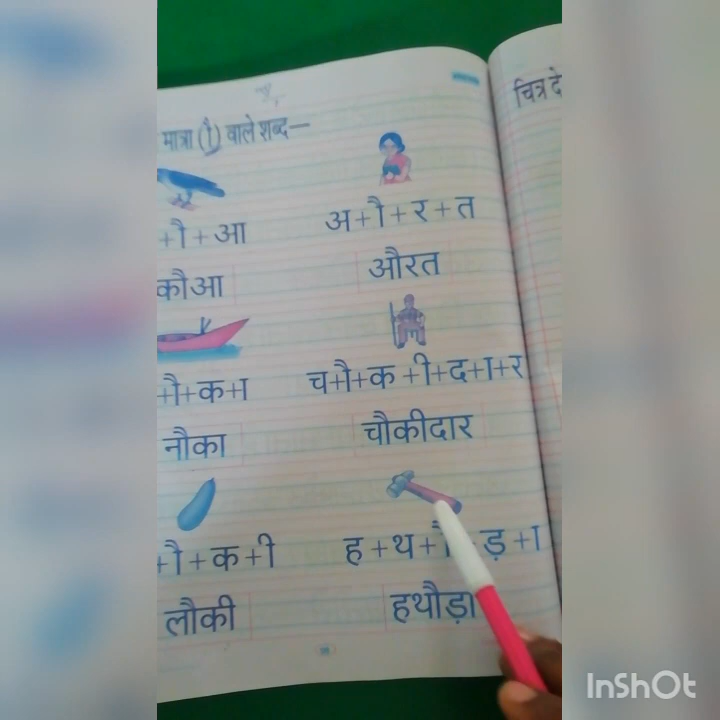 मात्रा (ौ) वाले शब्द—
चित्र दे
+ौ+आ
अ+ौ+र+त
कौआ
औरत
+ौ+क+ा
च+ौ+क+ी+द+ा+र
नौका
चौकीदार
+ौ+क+ी
ह+थ+ौ+ड़+ा
लौकी
हथौड़ा
InShOt